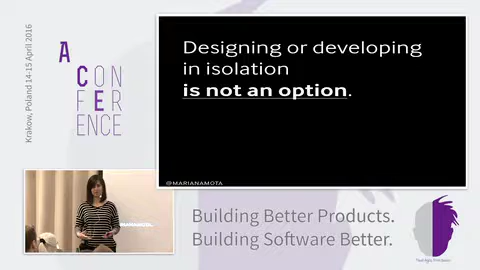 Krakow, Poland 14-15 April 2016
A
CON
FER
ENCE
Designing or developing
in isolation
is not an option.
@MARIANAMOTA
Building Better Products.
Building Software Better.